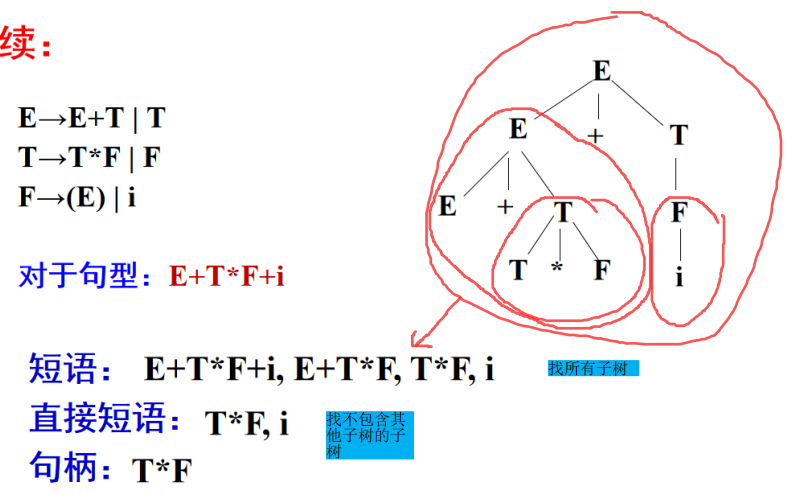 续：
E→E+T | T
T→T*F | F
F→(E) | i
对于句型：E+T*F+i
E
E + T
E + T F
T * F i
短语： E+T*F+i, E+T*F, T*F, i
找所有子树
直接短语： T*F, i
找不包含其
他子树的子
树
句柄： T*F